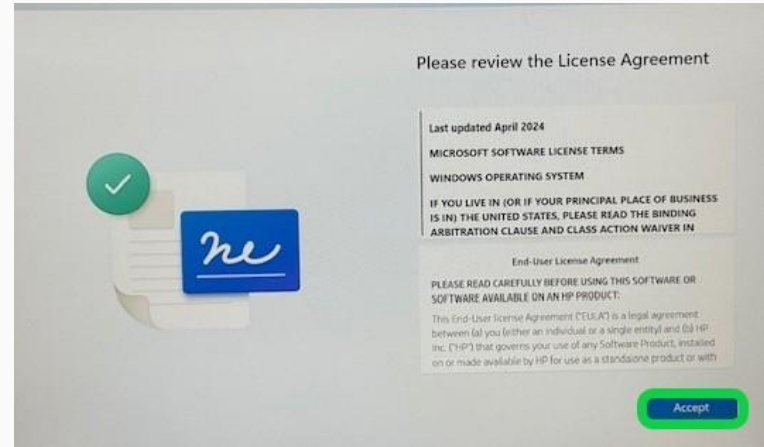 Please review the License Agreement
Last updated April 2024
MICROSOFT SOFTWARE LICENSE TERMS
WINDOWS OPERATING SYSTEM
IF YOU LIVE IN (OR IF YOUR PRINCIPAL PLACE OF BUSINESS
IS IN) THE UNITED STATES, PLEASE READ THE BINDING
ARBITRATION CLAUSE AND CLASS ACTION WAIVER IN
End-User License Agreement
PLEASE READ CAREFULLY BEFORE USING THIS SOFTWARE OR
SOFTWARE AVAILABLE ON AN HP PRODUCT:
This End-User license Agreement ("EULA") is a legal agreement
between (a) you (either an individual or a single entity) and (b) HP
Inc. ("HP") that governs your use of any Software Product, installed
on or made available by HP for use as a standalone product or with
Accept